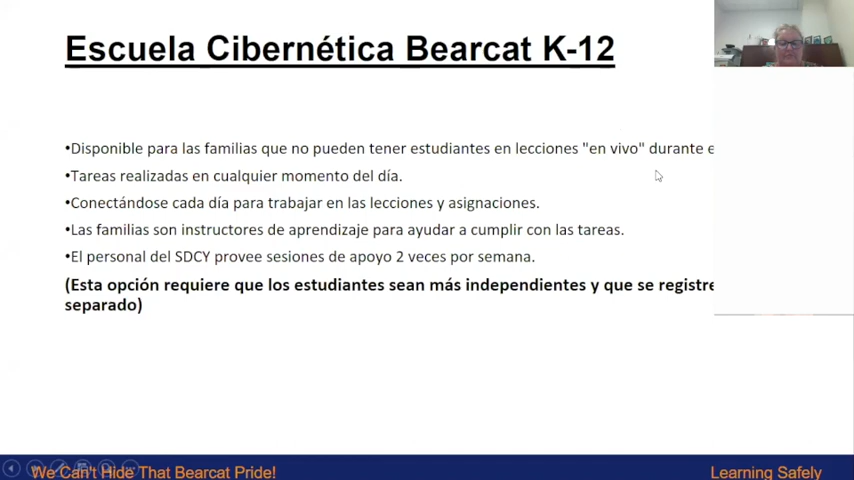 Escuela Cibernética Bearcat K-12
•Disponible para las familias que no pueden tener estudiantes en lecciones "en vivo" durante e
•Tareas realizadas en cualquier momento del día.
•Conectándose cada día para trabajar en las lecciones y asignaciones.
•Las familias son instructores de aprendizaje para ayudar a cumplir con las tareas.
•El personal del SDCY provee sesiones de apoyo 2 veces por semana.
(Esta opción requiere que los estudiantes sean más independientes y que se registre
separado)
We Can't Hide That Bearcat Pride!
Learning Safely